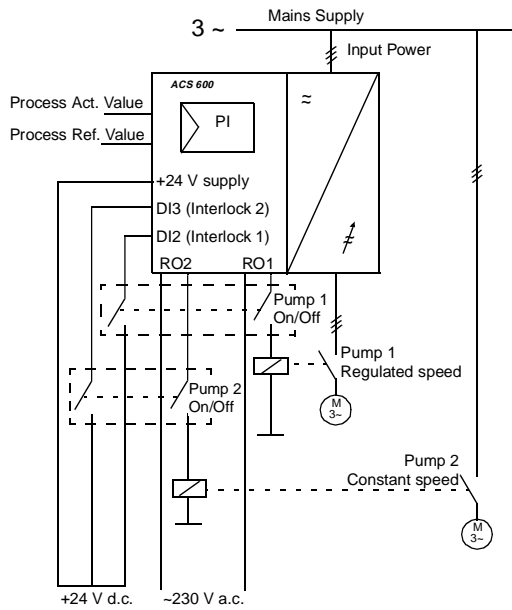 Mains Supply
3 ~
Input Power
ACS 600
≈
Process Act. Value
PI
Process Ref. Value
+24 V supply
DI3 (Interlock 2)
DI2 (Interlock 1)
RO2 RO1
Pump 1
On/Off
Pump 1
Regulated speed
Pump 2
On/Off
M
3~
Pump 2
Constant speed
M
3~
+24 V d.c. ~230 V a.c.